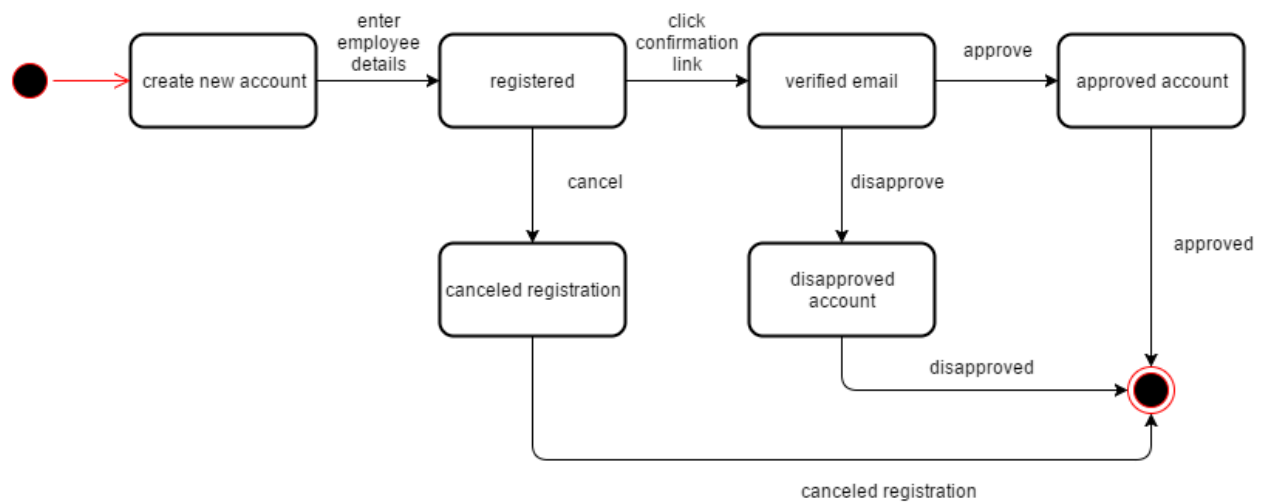 enter
employee
details
click
confirmation
link
approve
create new account
registered
verified email
approved account
cancel
disapprove
approved
canceled registration
disapproved
account
disapproved
canceled registration